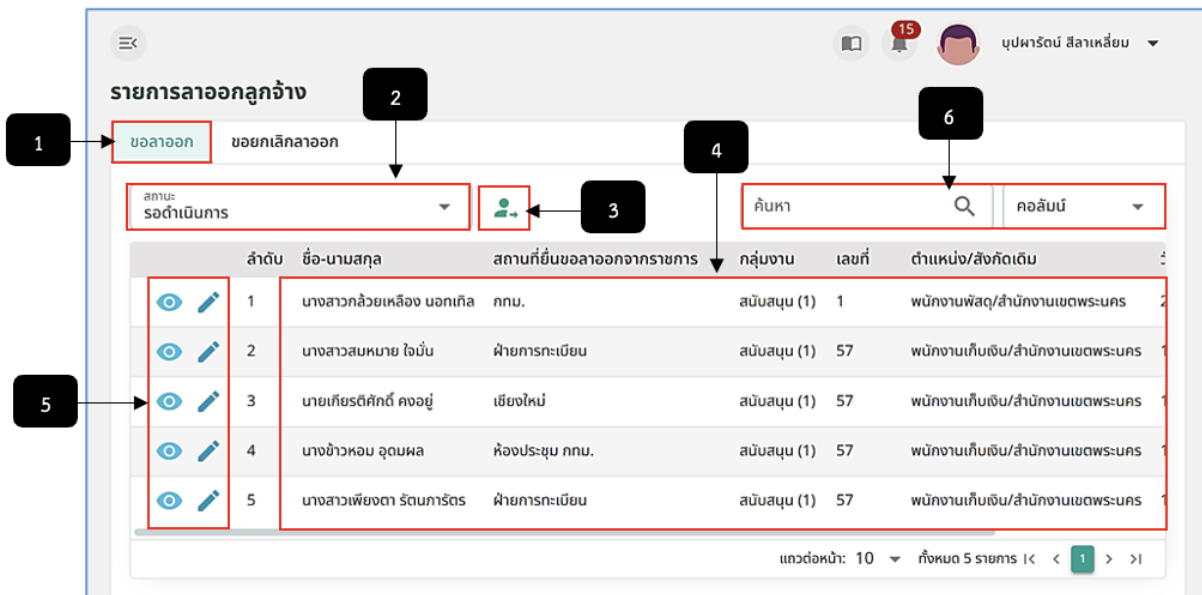 15
บุปผารัตน์ สีลาเหลี่ยม
รายการลาออกลูกจ้าง
2
6
1
ขอลาออก ขอยกเลิกลาออก
4
สถานะ
รอดำเนินการ
3
ค้นหา
คอลัมน์
ลำดับ ชื่อ-นามสกุล สถานที่ยื่นขอลาออกจากราชการ กลุ่มงาน เลขที่ ตำแหน่ง/สังกัดเดิม
1 นางสาวกล้วยเหลือง นอทเทิล กทม. สนับสนุน (1) 1 พนักงานพัสดุ/สำนักงานเขตพระนคร 2
2 นางสาวสมหมาย ใจมั่น ฝ่ายการทะเบียน สนับสนุน (1) 57 พนักงานเก็บเงิน/สำนักงานเขตพระนคร 1
5
3 นายเกียรติศักดิ์ คงอยู่ เชียงใหม่ สนับสนุน (1) 57 พนักงานเก็บเงิน/สำนักงานเขตพระนคร 1
4 นางข้าวหอม อุดมผล ห้องประชุม กทม. สนับสนุน (1) 57 พนักงานเก็บเงิน/สำนักงานเขตพระนคร 1
5 นางสาวเพียงตา รัตนภารัตร ฝ่ายการทะเบียน สนับสนุน (1) 57 พนักงานเก็บเงิน/สำนักงานเขตพระนคร 1
แถวต่อหน้า: 10 ทั้งหมด 5 รายการ |< < 1 > >|